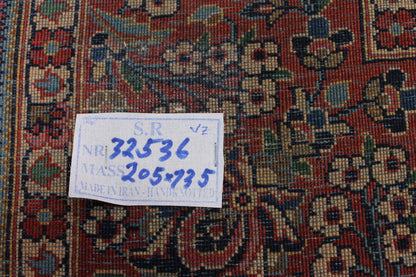 S.R
NR 32536
MASS 205x135
MADE IN IRAN - HANDKNOTTED